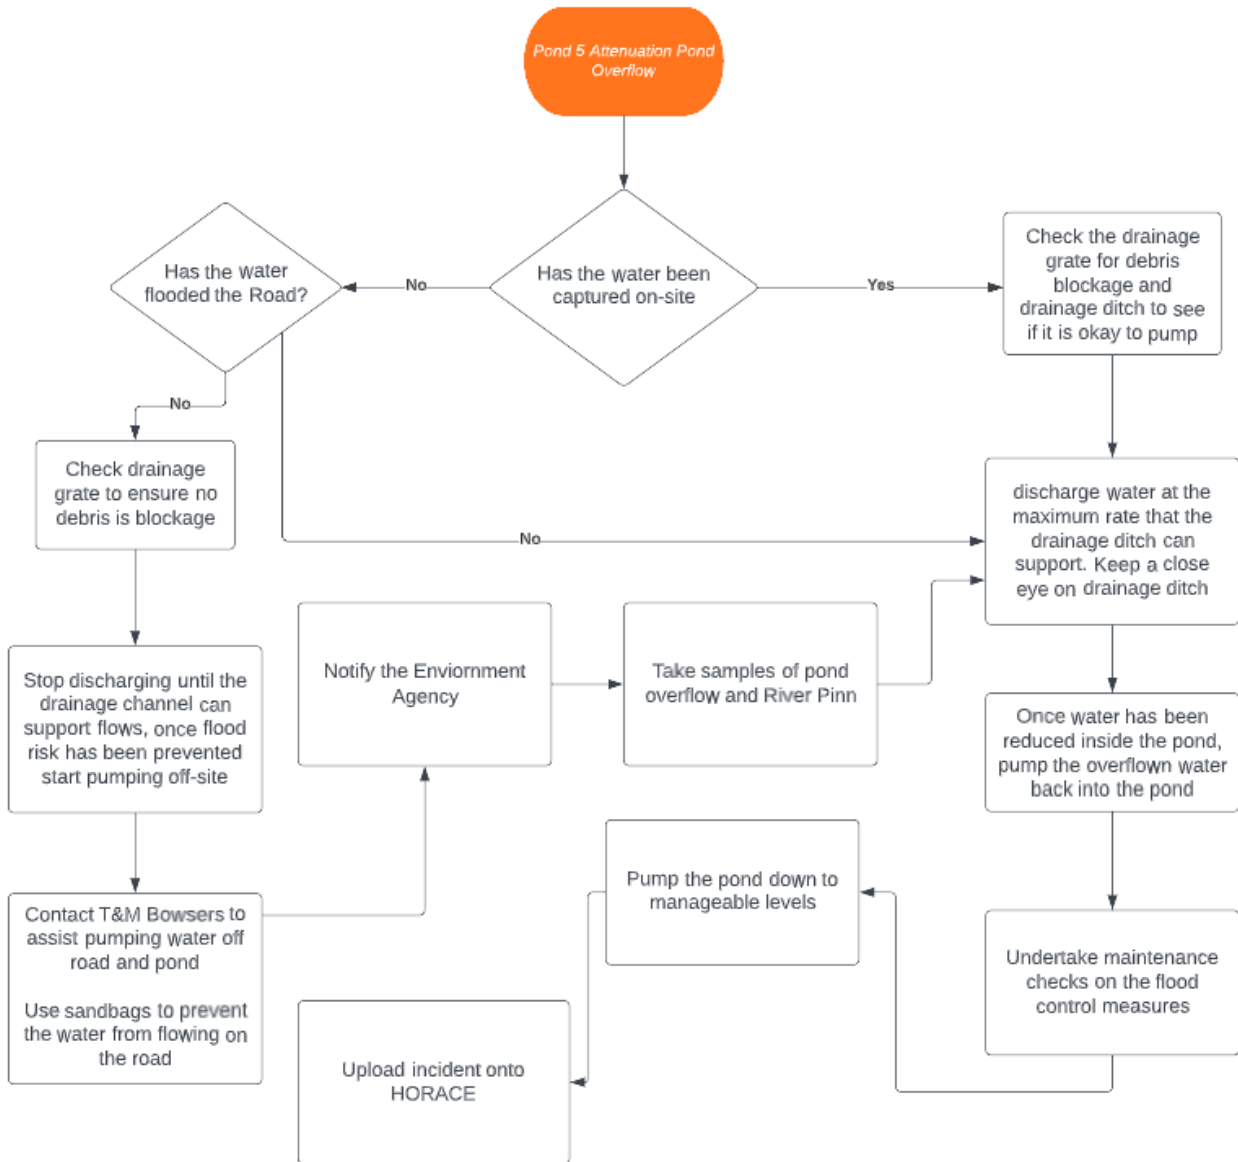 Pond 5 Attenuation Pond
Overflow
Has the water
flooded the Road?
No
Has the water been
captured on-site
Yes
Check the drainage
grate for debris
blockage and
drainage ditch to see
if it is okay to pump
No
Check drainage
grate to ensure no
debris is blockage
No
discharge water at the
maximum rate that the
drainage ditch can
support. Keep a close
eye on drainage ditch
Stop discharging until the
drainage channel can
support flows, once flood
risk has been prevented
start pumping off-site
Notify the Enviornment
Agency
Take samples of pond
overflow and River Pinn
Once water has been
reduced inside the pond,
pump the overflown water
back into the pond
Contact T&M Bowsers to
assist pumping water off
road and pond
Use sandbags to prevent
the water from flowing on
the road
Pump the pond down to
manageable levels
Undertake maintenance
checks on the flood
control measures
Upload incident onto
HORACE